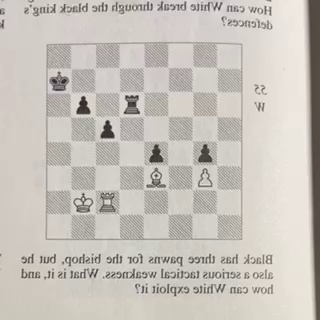 How can White break through the black king's
defences?
55
W
Black has three pawns for the bishop, but he
also a serious tactical weakness. What is it, and
how can White exploit it?